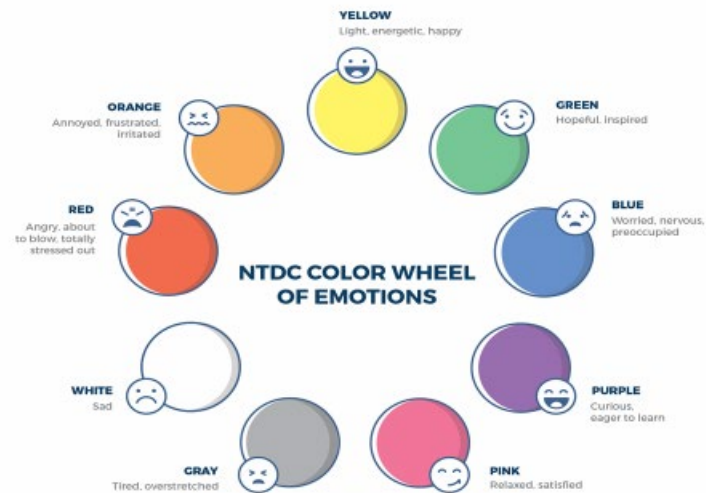 YELLOW
Light, energetic, happy
GREEN
Hopeful, inspired
BLUE
Worried, nervous,
preoccupied
PURPLE
Curious,
eager to learn
PINK
Relaxed, satisfied
GRAY
Tired, overstretched
WHITE
Sad
RED
Angry, about
to blow, totally
stressed out
ORANGE
Annoyed, frustrated,
irritated
NTDC COLOR WHEEL
OF EMOTIONS